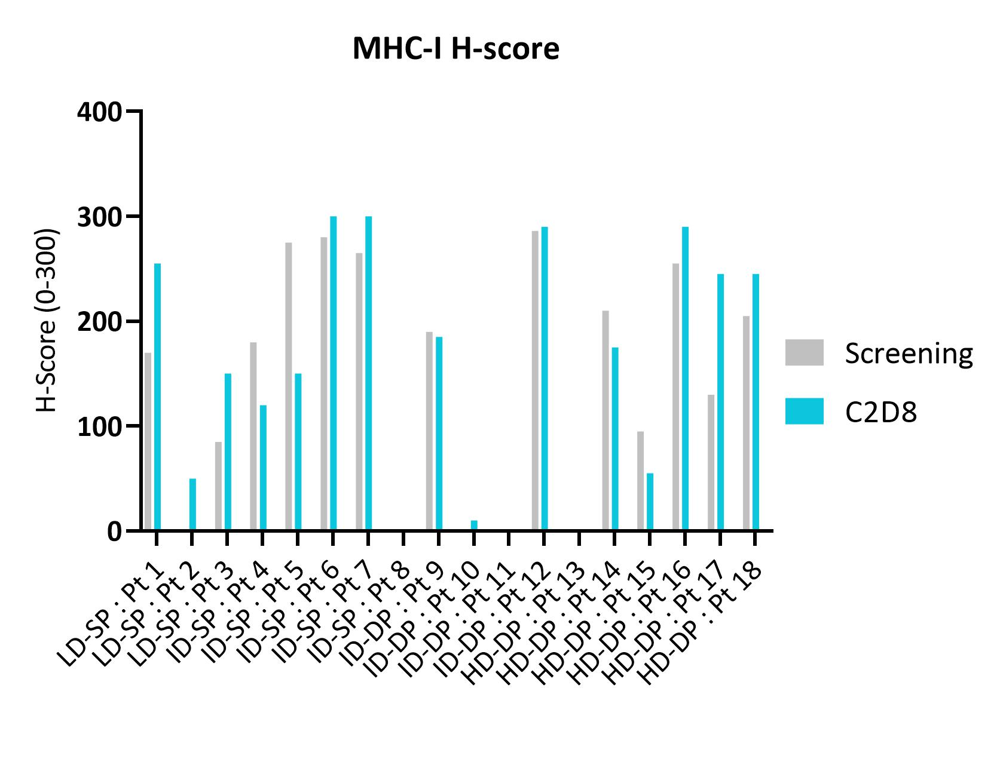 MHC-I H-score
H-Score (0-300)
400
300
200
100
0
LD-SP : Pt 1
LD-SP : Pt 2
LD-SP : Pt 3
ID-SP : Pt 4
ID-SP : Pt 5
ID-SP : Pt 6
ID-SP : Pt 7
ID-SP : Pt 8
ID-DP : Pt 9
ID-DP : Pt 10
ID-DP : Pt 11
ID-DP : Pt 12
HD-DP : Pt 13
HD-DP : Pt 14
HD-DP : Pt 15
HD-DP : Pt 16
HD-DP : Pt 17
HD-DP : Pt 18
Screening
C2D8